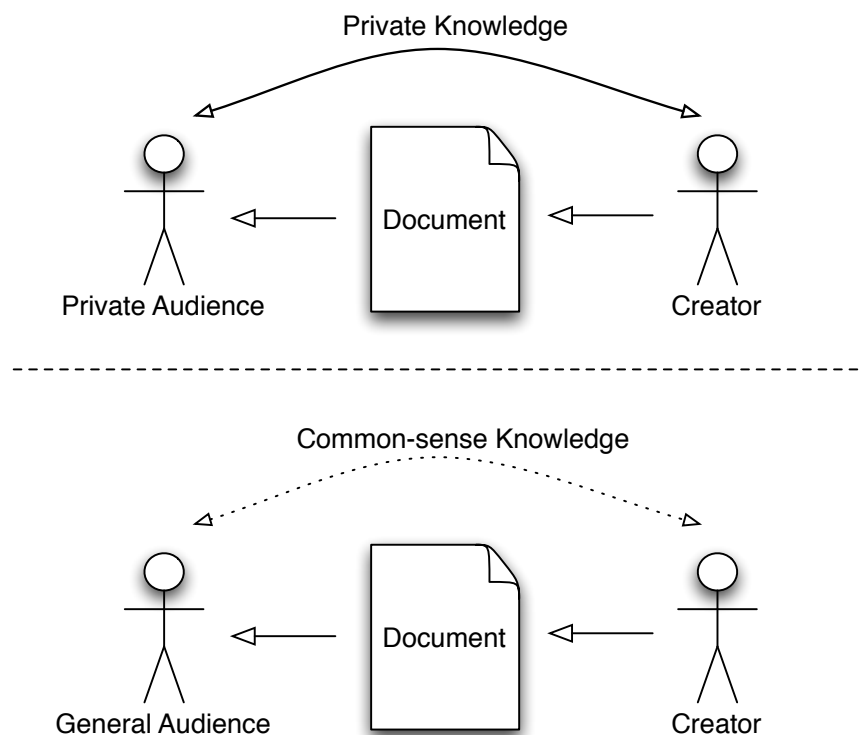 Private Knowledge
Document
Private Audience
Creator
Common-sense Knowledge
Document
General Audience
Creator